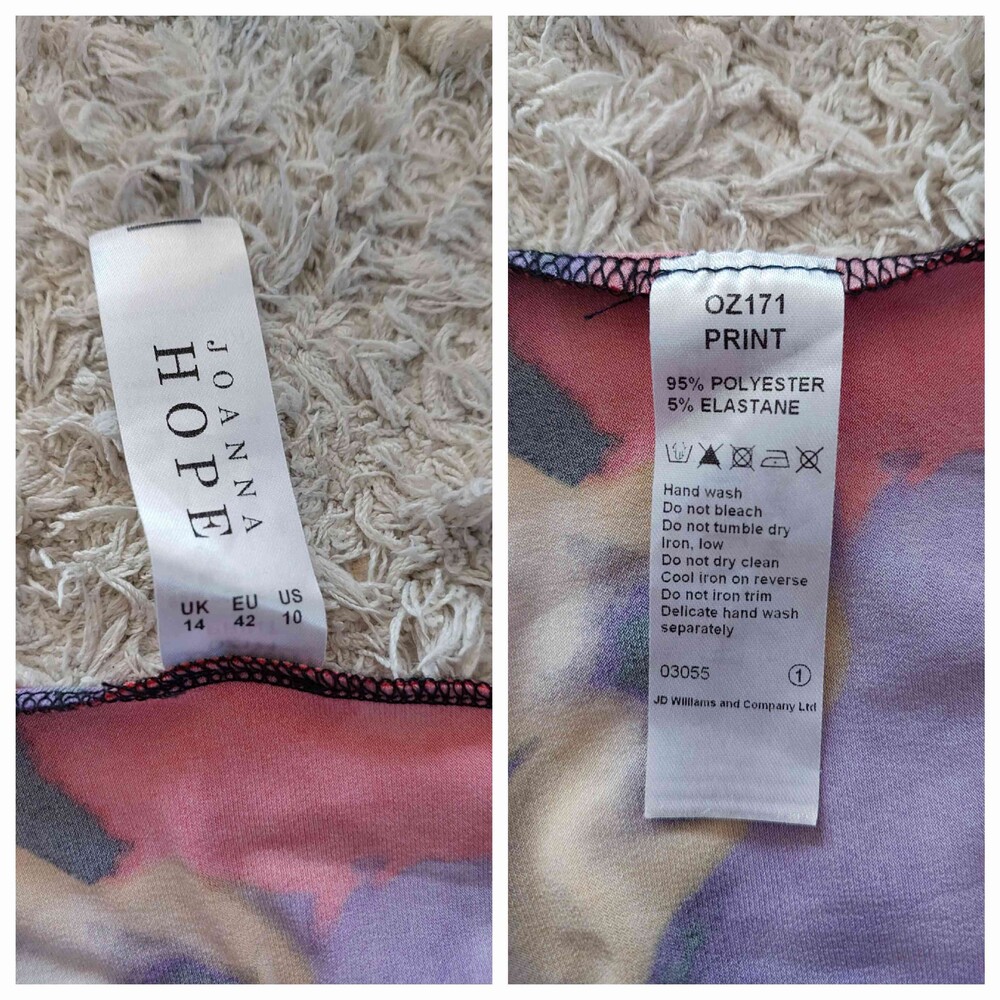 JOANNA
HOPE
UK EU US
14 42 10
OZ171
PRINT
95% POLYESTER
5% ELASTANE
Hand wash
Do not bleach
Do not tumble dry
Iron, low
Do not dry clean
Cool iron on reverse
Do not iron trim
Delicate hand wash
separately
03055 1
JD Williams and Company Ltd